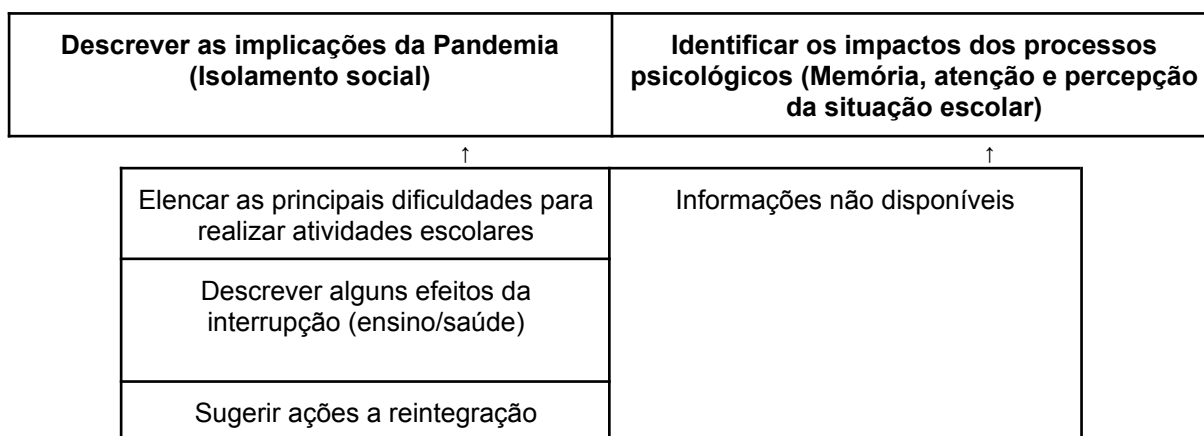 Descrever as implicações da Pandemia
(Isolamento social)
Identificar os impactos dos processos
psicológicos (Memória, atenção e percepção
da situação escolar)
↑
↑
Elencar as principais dificuldades para
realizar atividades escolares
Informações não disponíveis
Descrever alguns efeitos da
interrupção (ensino/saúde)
Sugerir ações a reintegração